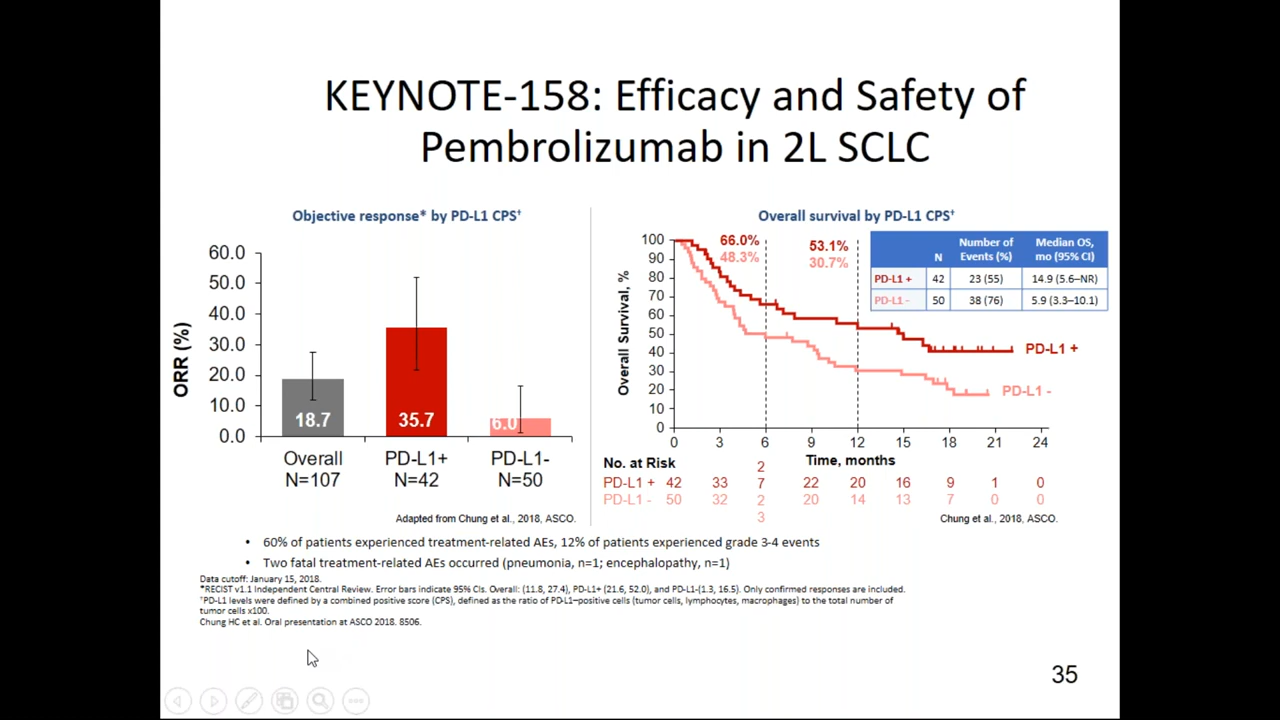 KEYNOTE-158: Efficacy and Safety of
Pembrolizumab in 2L SCLC
Objective response* by PD-L1 CPS†
60.0
50.0
40.0
30.0
20.0
10.0
0.0
ORR (%)
18.7
35.7
6.0
Overall
N=107
PD-L1+
N=42
PD-L1-
N=50
Adapted from Chung et al., 2018, ASCO.
Overall survival by PD-L1 CPS†
100
90
80
70
60
50
40
30
20
10
0
Overall Survival, %
66.0%
48.3%
53.1%
30.7%
N Number of Events (%) Median OS, mo (95% CI)
PD-L1 + 42 23 (55) 14.9 (5.6–NR)
PD-L1 - 50 38 (76) 5.9 (3.3–10.1)
PD-L1 +
PD-L1 -
0 3 6 9 12 15 18 21 24
Time, months
No. at Risk
PD-L1 + 42 33 27 22 20 16 9 1 0
PD-L1 - 50 32 23 20 14 13 7 0 0
Chung et al., 2018, ASCO.
• 60% of patients experienced treatment-related AEs, 12% of patients experienced grade 3-4 events
• Two fatal treatment-related AEs occurred (pneumonia, n=1; encephalopathy, n=1)
Data cutoff: January 15, 2018.
*RECIST v1.1 Independent Central Review. Error bars indicate 95% CIs. Overall: (11.8, 27.4), PD-L1+ (21.6, 52.0), and PD-L1-(1.3, 16.5). Only confirmed responses are included.
†PD-L1 levels were defined by a combined positive score (CPS), defined as the ratio of PD-L1–positive cells (tumor cells, lymphocytes, macrophages) to the total number of
tumor cells x100.
Chung HC et al. Oral presentation at ASCO 2018. 8506.
35